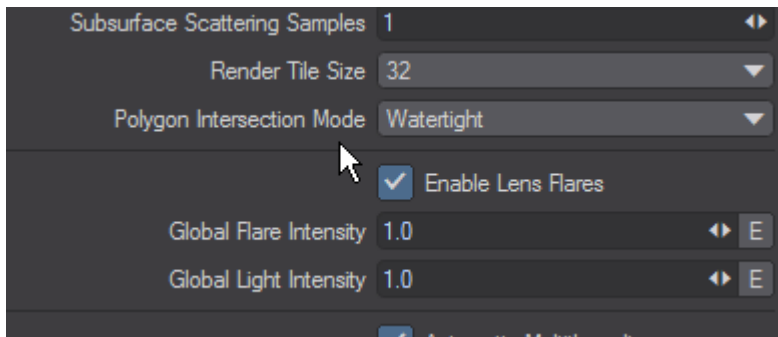 Subsurface Scattering Samples 1
Render Tile Size 32
Polygon Intersection Mode Watertight
Enable Lens Flares
Global Flare Intensity 1.0 E
Global Light Intensity 1.0 E